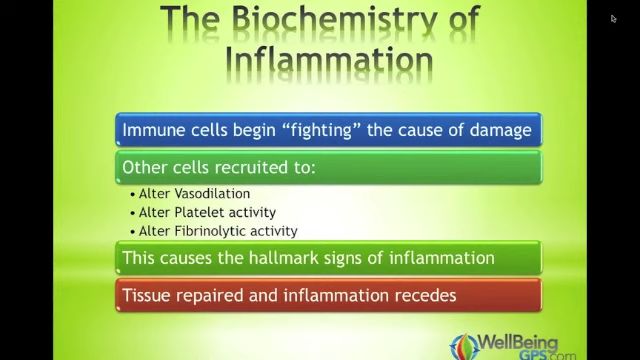 The Biochemistry of
Inflammation
Immune cells begin “fighting” the cause of damage
Other cells recruited to:
• Alter Vasodilation
• Alter Platelet activity
• Alter Fibrinolytic activity
This causes the hallmark signs of inflammation
Tissue repaired and inflammation recedes
WellBeing
GPS.com